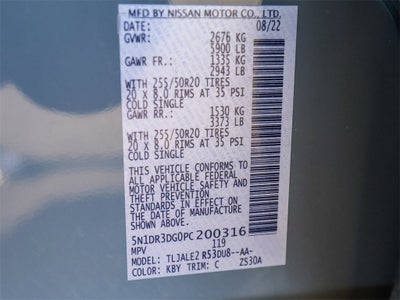 MFD BY NISSAN MOTOR CO., LTD.
DATE: 08/22
GVWR: 2676 KG
5900 LB
GAWR FR.: 1335 KG
2943 LB
WITH 255/50R20 TIRES
20 X 8.0 RIMS AT 35 PSI
COLD SINGLE
GAWR RR.: 1530 KG
3373 LB
WITH 255/50R20 TIRES
20 X 8.0 RIMS AT 35 PSI
COLD SINGLE
THIS VEHICLE CONFORMS TO
ALL APPLICABLE FEDERAL
MOTOR VEHICLE SAFETY
STANDARDS IN EFFECT ON
THE DATE OF MANUFACTURE
SHOWN ABOVE.
5N1DR3DG0PC200316
MPV 119
MODEL: TLJALE2 R53DU8--AA-
COLOR: KBY TRIM: C ZS30A